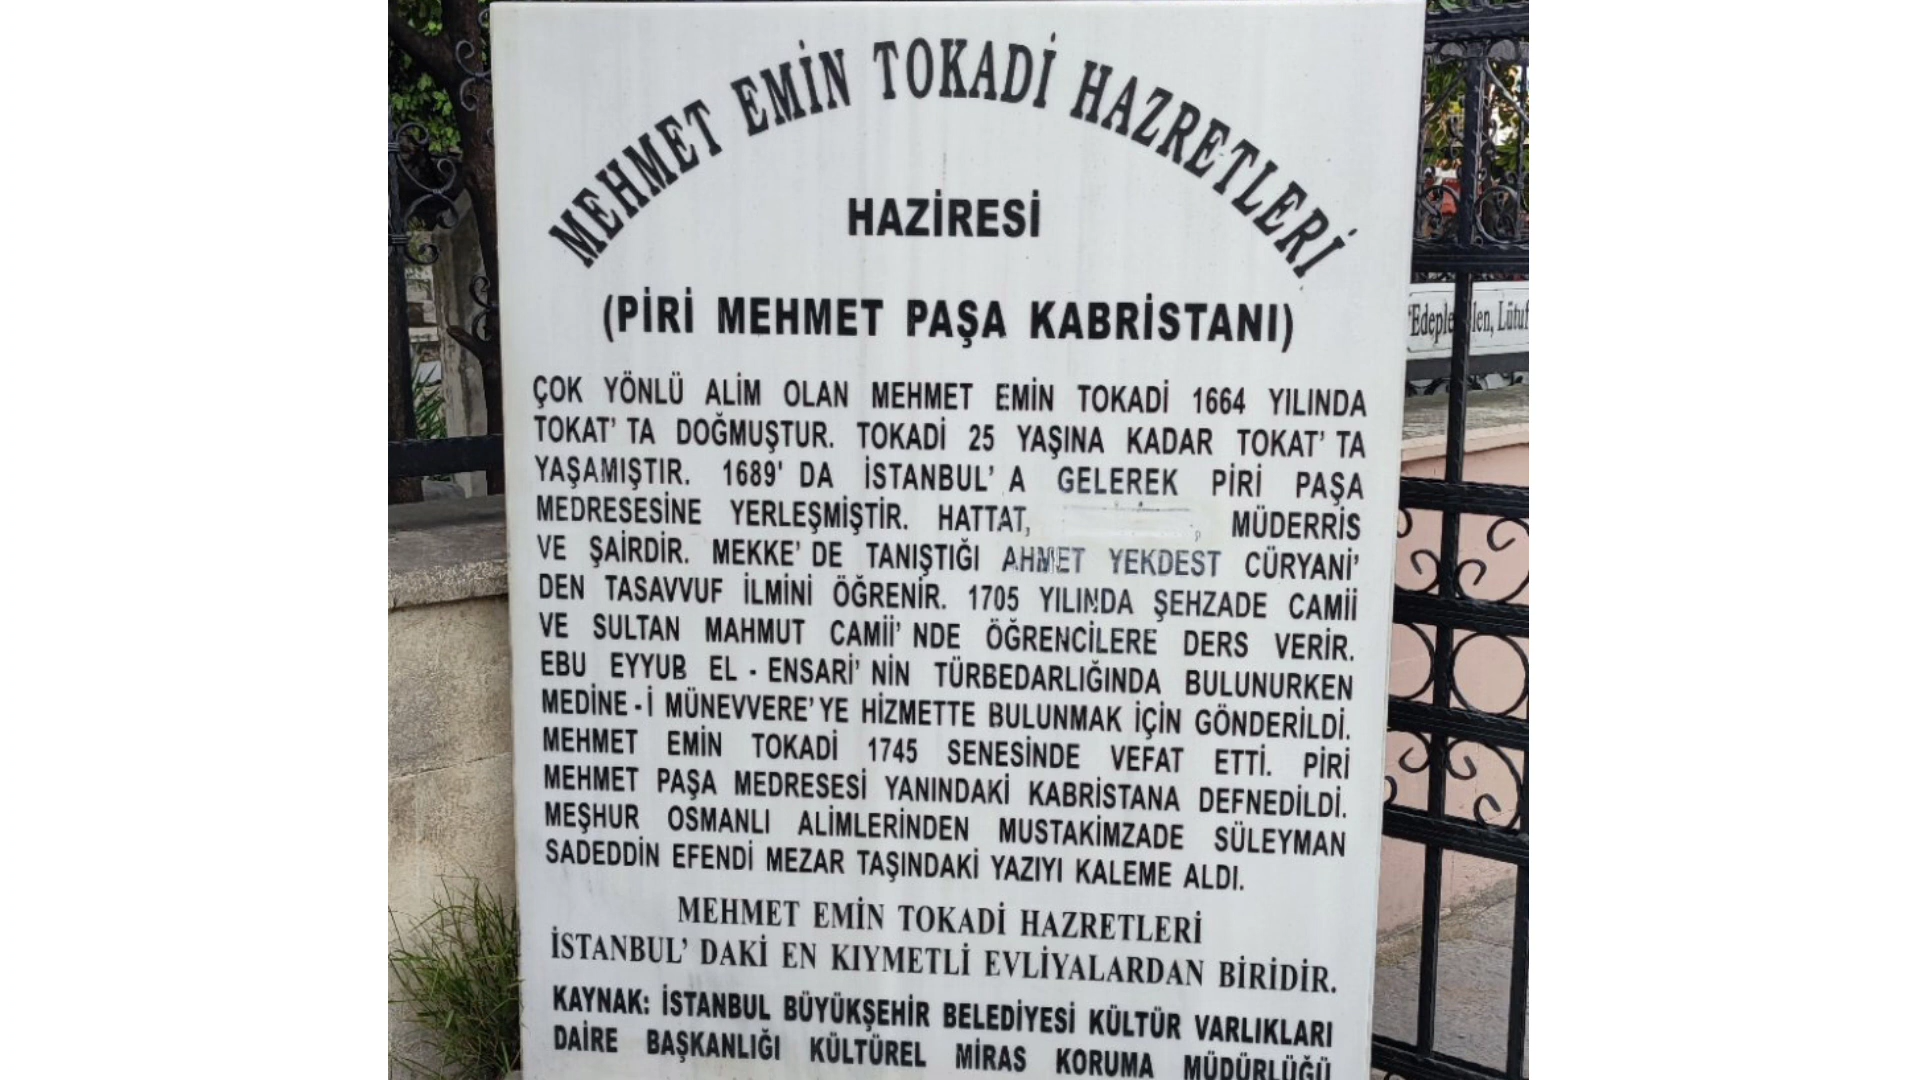 MEHMET EMİN TOKADİ HAZRETLERİ
HAZİRESİ
(PİRİ MEHMET PAŞA KABRİSTANI)
ÇOK YÖNLÜ ALİM OLAN MEHMET EMİN TOKADİ 1664 YILINDA
TOKAT' TA DOĞMUŞTUR. TOKADİ 25 YAŞINA KADAR TOKAT' TA
YAŞAMIŞTIR. 1689' DA İSTANBUL' A GELEREK PİRİ PAŞA
MEDRESESİNE YERLEŞMİŞTİR. HATTAT, , MÜDERRİS
VE ŞAİRDİR. MEKKE' DE TANIŞTIĞI AHMET YEKDEST CÜRYANİ'
DEN TASAVVUF İLMİNİ ÖĞRENİR. 1705 YILINDA ŞEHZADE CAMİİ
VE SULTAN MAHMUT CAMİİ' NDE ÖĞRENCİLERE DERS VERİR.
EBU EYYUB EL - ENSARİ' NİN TÜRBEDARLIĞINDA BULUNURKEN
MEDİNE - İ MÜNEVVERE' YE HİZMETTE BULUNMAK İÇİN GÖNDERİLDİ.
MEHMET EMİN TOKADİ 1745 SENESİNDE VEFAT ETTİ. PİRİ
MEHMET PAŞA MEDRESESİ YANINDAKİ KABRİSTANA DEFNEDİLDİ.
MEŞHUR OSMANLI ALİMLERİNDEN MUSTAKİMZADE SÜLEYMAN
SADEDDİN EFENDİ MEZAR TAŞINDAKİ YAZIYI KALEME ALDI.
MEHMET EMİN TOKADİ HAZRETLERİ
İSTANBUL' DAKİ EN KIYMETLİ EVLİYALARDAN BİRİDİR.
KAYNAK: İSTANBUL BÜYÜKŞEHİR BELEDİYESİ KÜLTÜR VARLIKLARI
DAİRE BAŞKANLIĞI KÜLTÜREL MİRAS KORUMA MÜDÜRLÜĞÜ